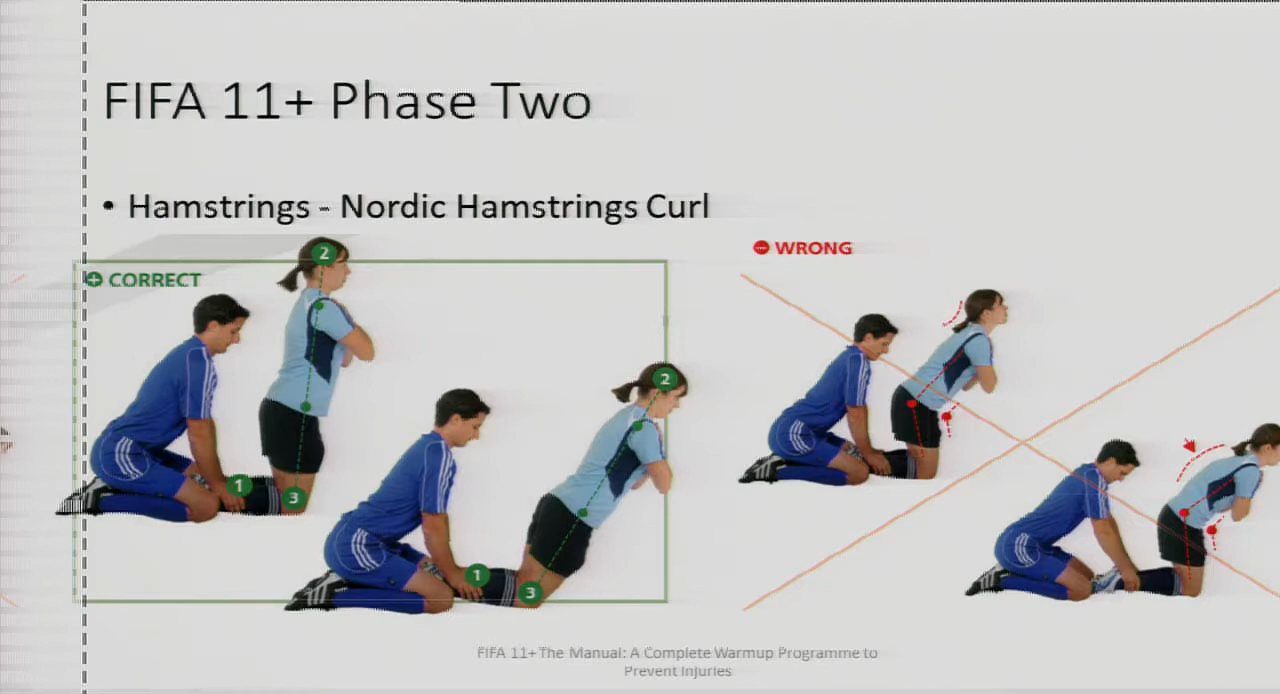 FIFA 11+ Phase Two
• Hamstrings - Nordic Hamstrings Curl
CORRECT
WRONG
2
1
3
2
1
3
FIFA 11+ The Manual: A Complete Warmup Programme to
Prevent Injuries